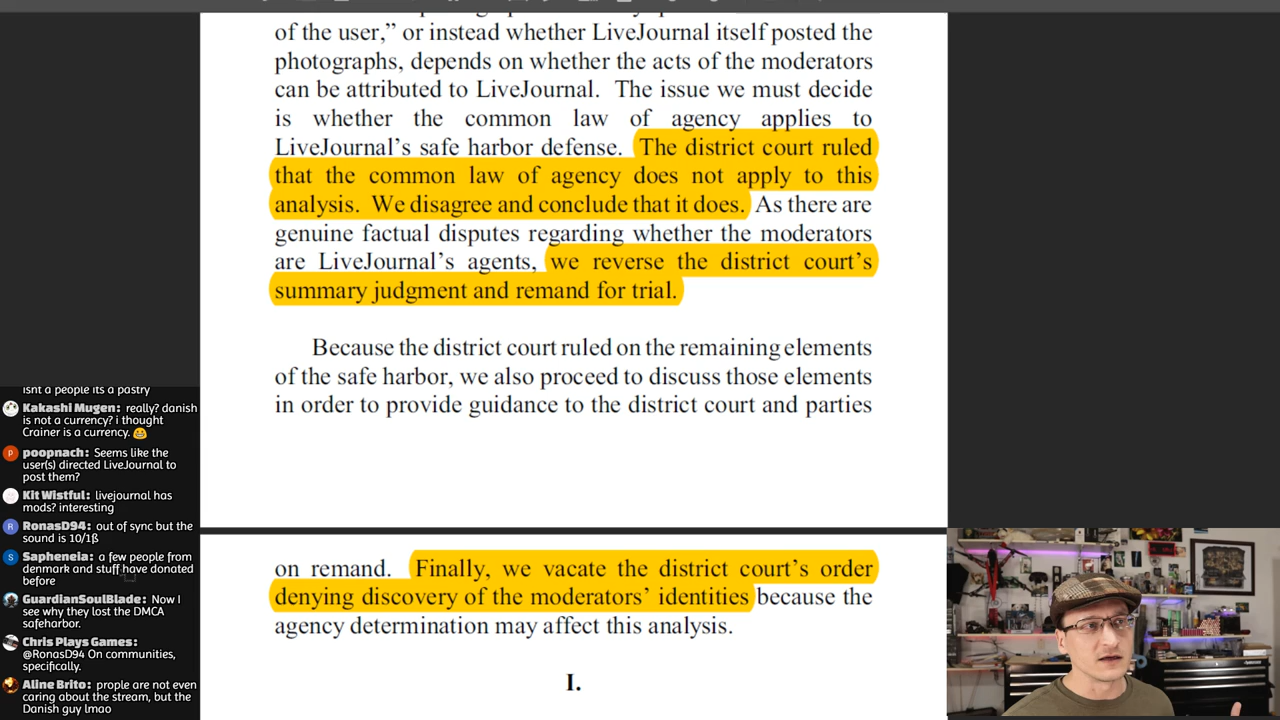 of the user,” or instead whether LiveJournal itself posted the
photographs, depends on whether the acts of the moderators
can be attributed to LiveJournal. The issue we must decide
is whether the common law of agency applies to
LiveJournal’s safe harbor defense. The district court ruled
that the common law of agency does not apply to this
analysis. We disagree and conclude that it does. As there are
genuine factual disputes regarding whether the moderators
are LiveJournal’s agents, we reverse the district court’s
summary judgment and remand for trial.
Because the district court ruled on the remaining elements
of the safe harbor, we also proceed to discuss those elements
in order to provide guidance to the district court and parties
on remand. Finally, we vacate the district court’s order
denying discovery of the moderators’ identities because the
agency determination may affect this analysis.
I.
isnt a people its a pastry
Kakashi Mugen: really? danish
is not a currency? i thought
Crainer is a currency.
poopnach: Seems like the
user(s) directed LiveJournal to
post them?
Kit Wistful: livejournal has
mods? interesting
RonasD94: out of sync but the
sound is 10/1ß
Sapheneia: a few people from
denmark and stuff have donated
before
GuardianSoulBlade: Now I
see why they lost the DMCA
safeharbor.
Chris Plays Games:
@RonasD94 On communities,
specifically.
Aline Brito: prople are not even
caring about the stream, but the
Danish guy lmao